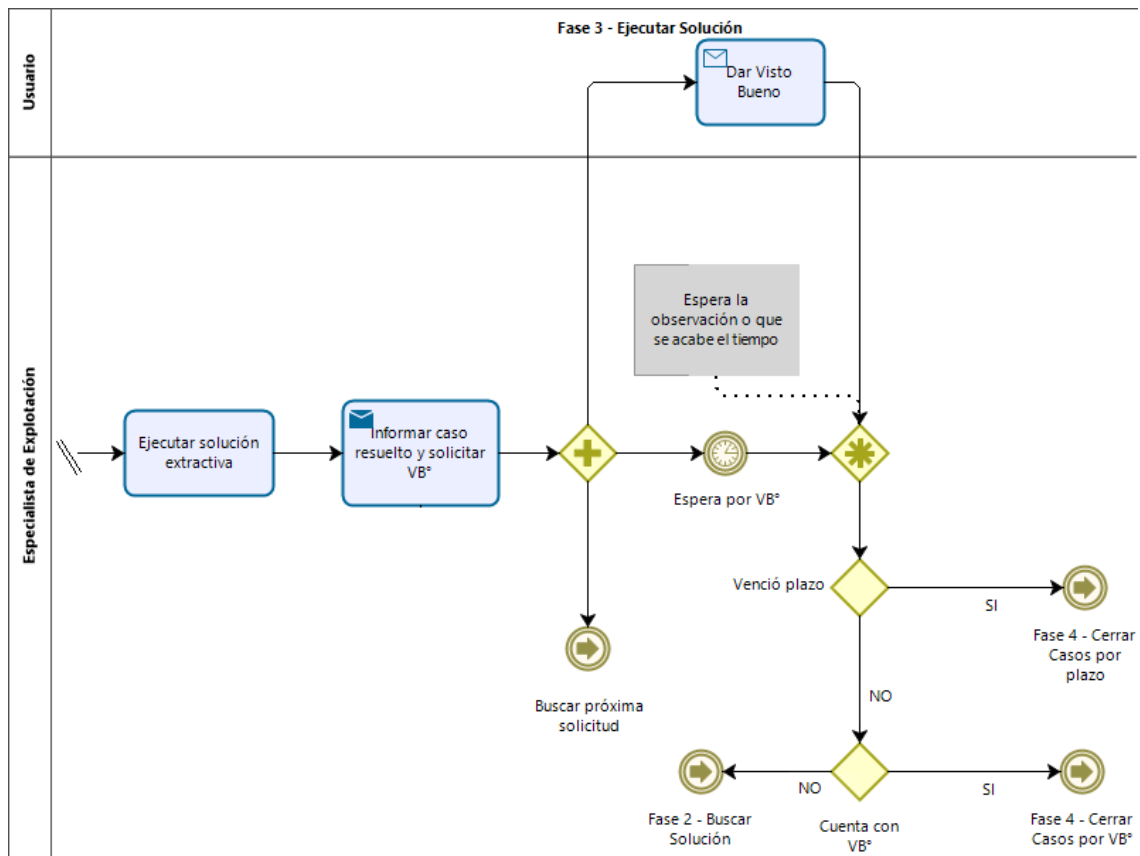 Fase 3 - Ejecutar Solución
Usuario
Dar Visto
Bueno
Especialista de Explotación
Espera la
observación o que
se acabe el tiempo
Ejecutar solución
extractiva
Informar caso
resuelto y solicitar
VB°
Espera por VB°
Venció plazo
SI
Fase 4 - Cerrar
Casos por
plazo
Buscar próxima
solicitud
NO
NO
SI
Fase 2 - Buscar
Solución
Cuenta con
VB°
Fase 4 - Cerrar
Casos por VB°